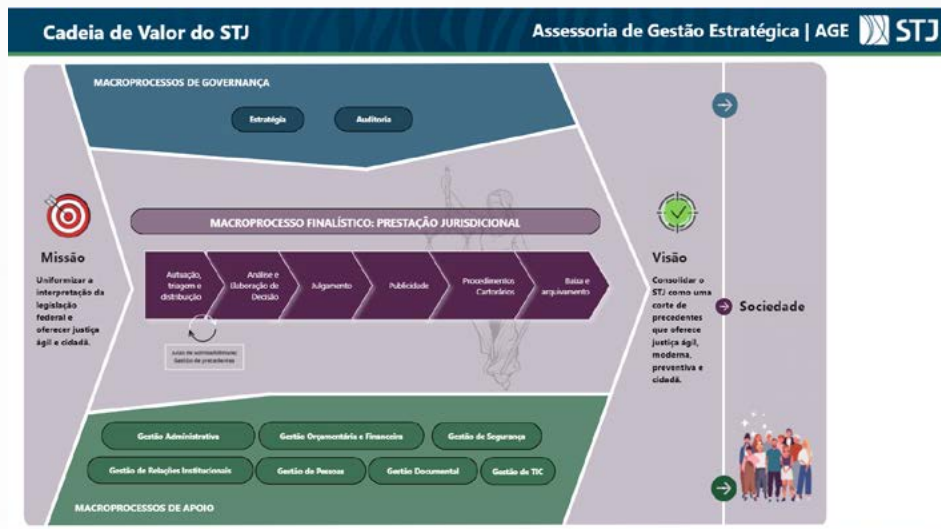 Cadeia de Valor do STJ
Assessoria de Gestão Estratégica | AGE STJ
MACROPROCESSOS DE GOVERNANÇA
Estratégia
Auditoria
Missão
Uniformizar a
interpretação da
legislação
federal e
oferecer justiça
ágil e cidadã.
MACROPROCESSO FINALÍSTICO: PRESTAÇÃO JURISDICIONAL
Autuação,
triagem e
distribuição
Análise e
Elaboração de
Decisão
Julgamento
Publicidade
Procedimentos
Cartorários
Baixa e
arquivamento
Juízo de admissibilidade/
Gestão de precedentes
Visão
Consolidar o
STJ como uma
corte de
precedentes
que oferece
justiça ágil,
moderna,
preventiva e
cidadã.
Sociedade
Gestão Administrativa
Gestão Orçamentária e Financeira
Gestão de Segurança
Gestão de Relações Institucionais
Gestão de Pessoas
Gestão Documental
Gestão de TIC
MACROPROCESSOS DE APOIO